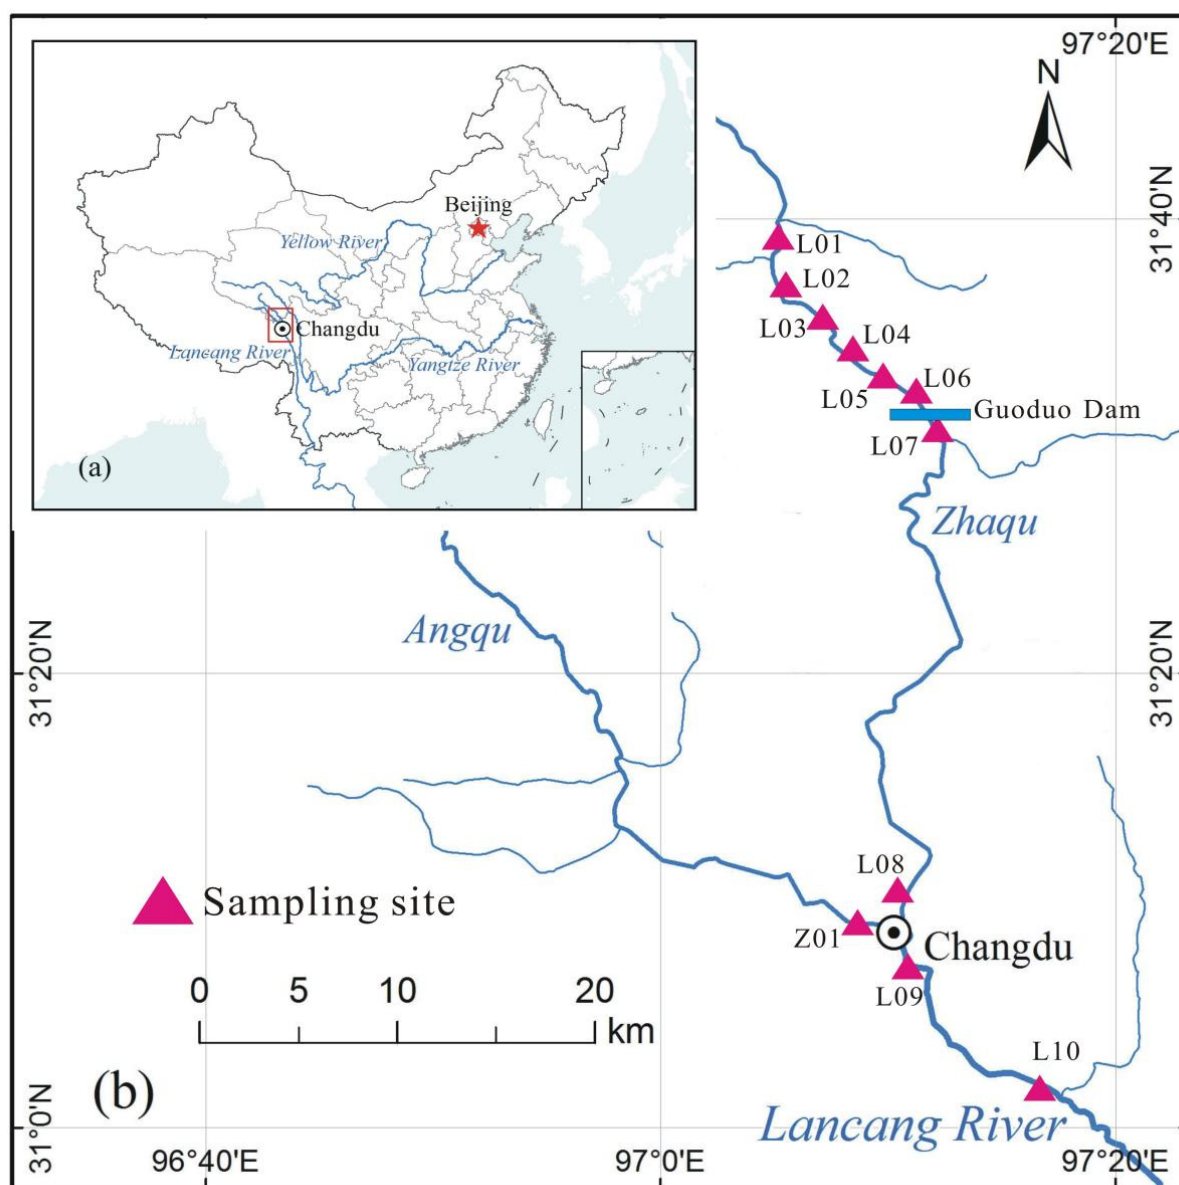 97°20'E
N
31°40'N
Beijing
Yellow River
Changdu
Lancang River
Yangtze River
(a)
L01
L02
L03
L04
L05
L06
Guoduo Dam
L07
Zhaqu
Angqu
31°20'N
31°20'N
L08
Sampling site
Z01
Changdu
L09
0 5 10 20
km
L10
(b)
Lancang River
31°0'N
96°40'E
97°0'E
97°20'E